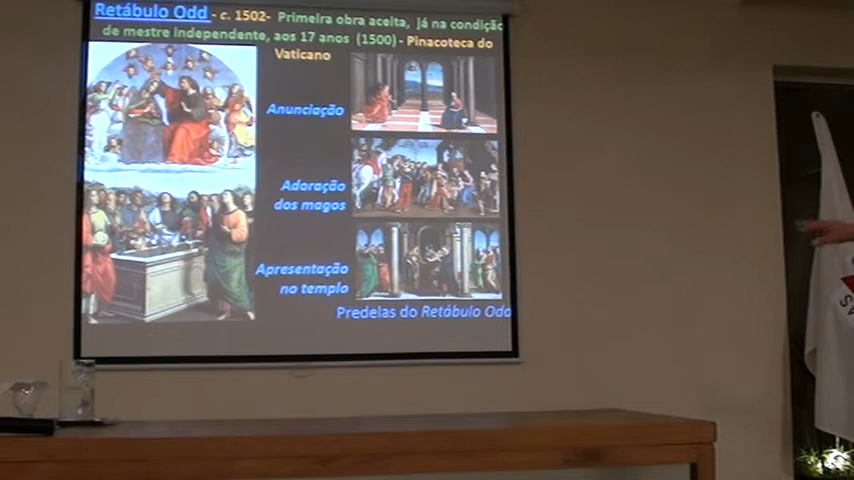 Retábulo Odd - c. 1502- Primeira obra aceita, já na condição
de mestre independente, aos 17 anos (1500)- Pinacoteca do
Vaticano
Anunciação
Adoração
dos magos
Apresentação
no templo
Predelas do Retábulo Odd